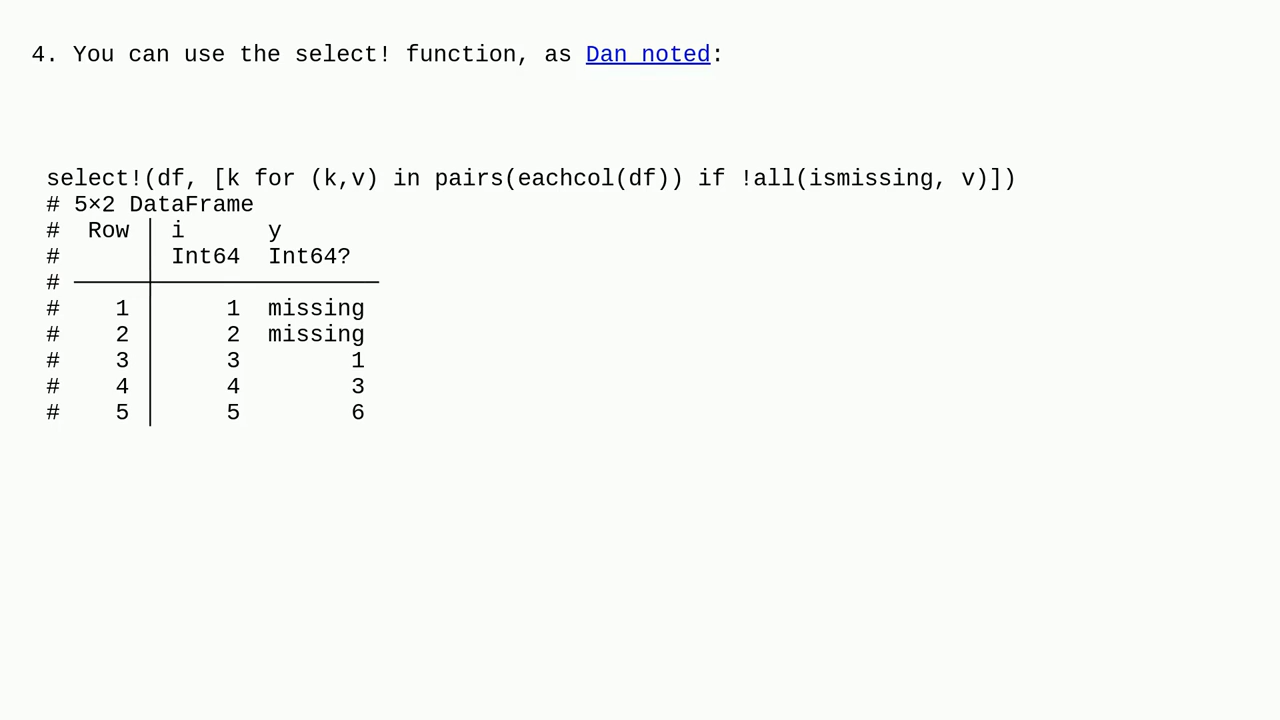 4. You can use the select! function, as Dan noted:
select!(df, [k for (k,v) in pairs(eachcol(df)) if !all(ismissing, v)])
# 5×2 DataFrame
#  Row │ i      y
#      │ Int64  Int64?
# ─────┼────────────────
#    1 │     1  missing
#    2 │     2  missing
#    3 │     3        1
#    4 │     4        3
#    5 │     5        6